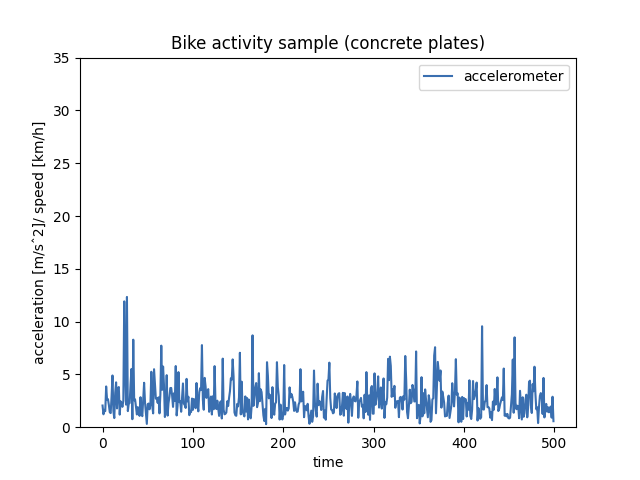 Bike activity sample (concrete plates)
accelerometer
acceleration [m/sˆ2]/ speed [km/h]
35
30
25
20
15
10
5
0
0 100 200 300 400 500
time